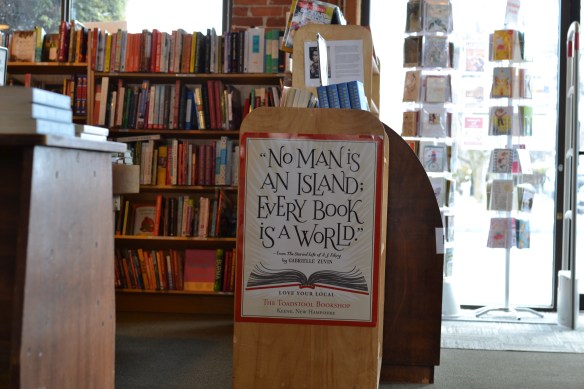 "No man is
an island;
every book
is a world."
—From The Storied Life of A.J. Fikry
by GABRIELLE ZEVIN
LOVE YOUR LOCAL
The Toadstool Bookshop
Keene, New Hampshire